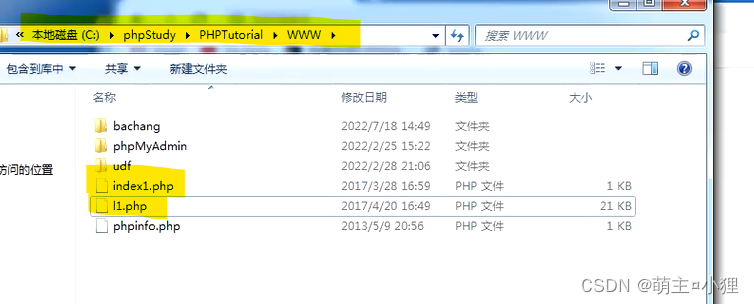 « 本地磁盘 (C:) ▸ phpStudy ▸ PHPTutorial ▸ WWW ▸ 搜索 WWW
包含到库中 ▾ 共享 ▾ 新建文件夹
名称 修改日期 类型 大小
bachang 2022/7/18 14:49 文件夹
phpMyAdmin 2022/2/25 15:22 文件夹
udf 2022/2/28 21:06 文件夹
访问的位置
index1.php 2017/3/28 16:59 PHP 文件 1 KB
l1.php 2017/4/20 16:49 PHP 文件 21 KB
phpinfo.php 2013/5/9 20:56 PHP 文件 1 KB
CSDN @萌主¤小狸